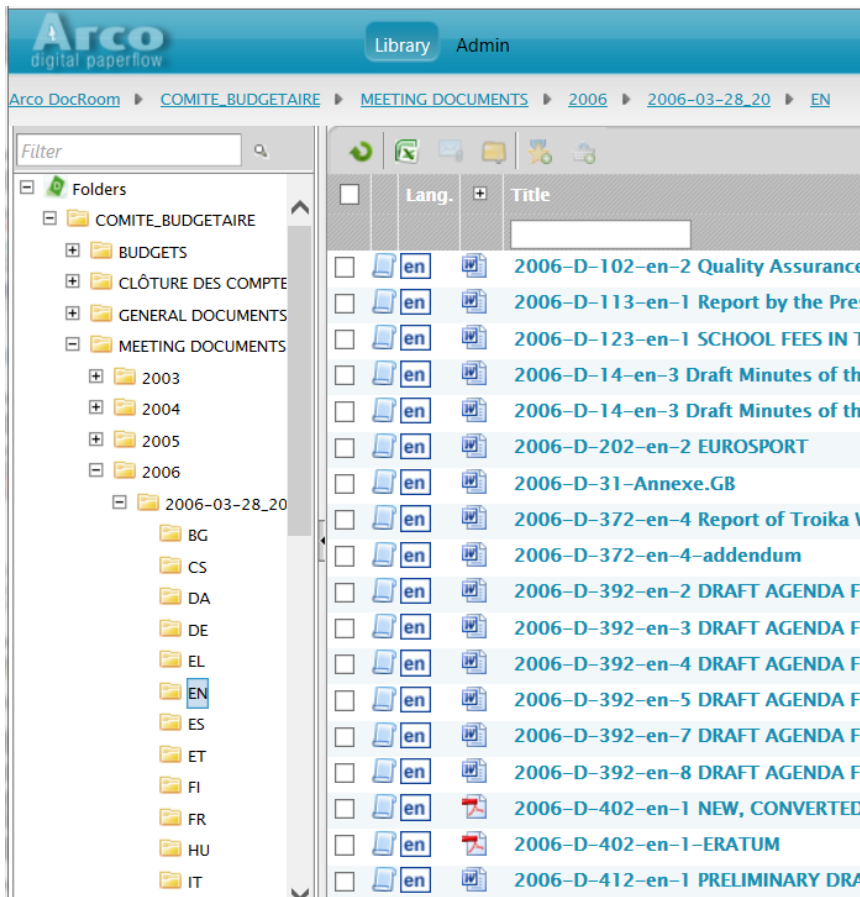 Arco
digital paperflow
Library Admin
Arco DocRoom COMITE_BUDGETAIRE MEETING DOCUMENTS 2006 2006-03-28_20 EN
Filter
Folders
COMITE_BUDGETAIRE
BUDGETS
CLÔTURE DES COMPTE
GENERAL DOCUMENTS
MEETING DOCUMENTS
2003
2004
2005
2006
2006-03-28_20
BG
CS
DA
DE
EL
EN
ES
ET
FI
FR
HU
IT
Lang. Title
en 2006-D-102-en-2 Quality Assurance
en 2006-D-113-en-1 Report by the Pre
en 2006-D-123-en-1 SCHOOL FEES IN T
en 2006-D-14-en-3 Draft Minutes of th
en 2006-D-14-en-3 Draft Minutes of th
en 2006-D-202-en-2 EUROSPORT
en 2006-D-31-Annexe.GB
en 2006-D-372-en-4 Report of Troika
en 2006-D-372-en-4-addendum
en 2006-D-392-en-2 DRAFT AGENDA F
en 2006-D-392-en-3 DRAFT AGENDA F
en 2006-D-392-en-4 DRAFT AGENDA F
en 2006-D-392-en-5 DRAFT AGENDA F
en 2006-D-392-en-7 DRAFT AGENDA F
en 2006-D-392-en-8 DRAFT AGENDA F
en 2006-D-402-en-1 NEW, CONVERTED
en 2006-D-402-en-1-ERATUM
en 2006-D-412-en-1 PRELIMINARY DRA